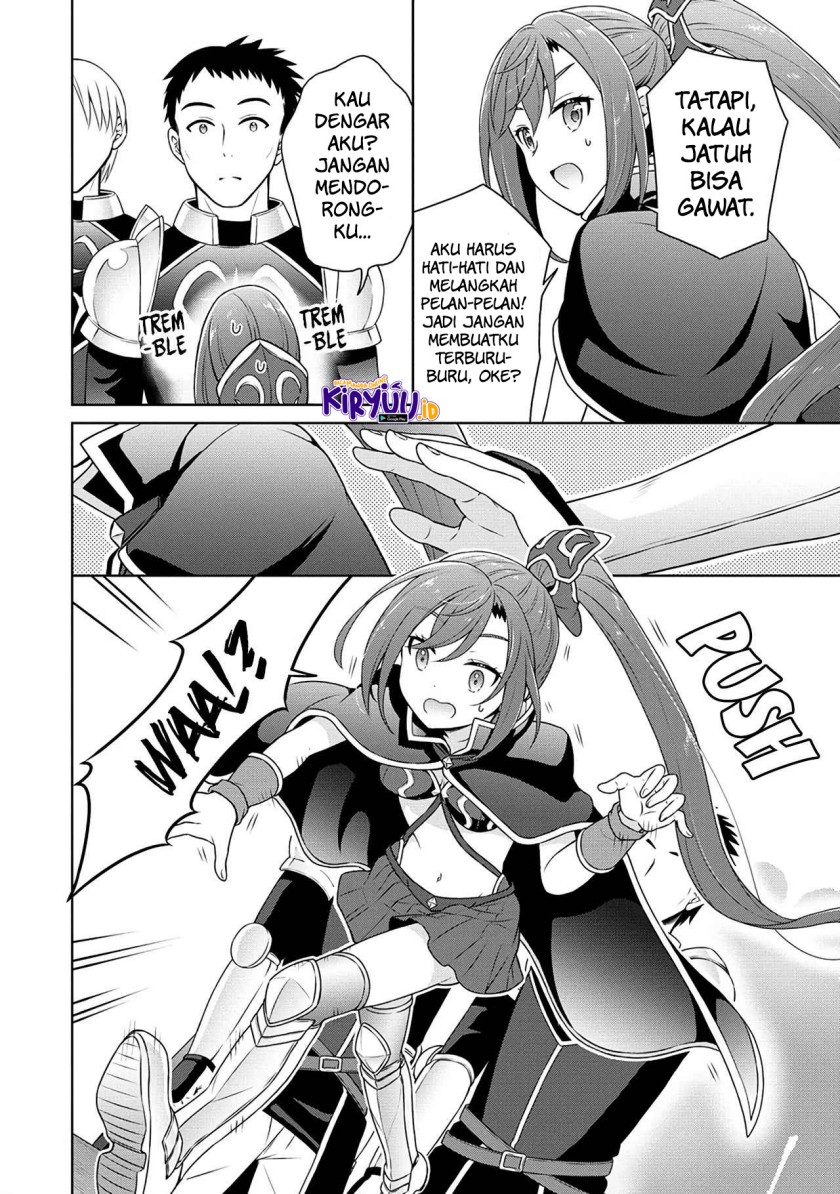 TA-TAPI,
KALAU
JATUH
BISA
GAWAT.
AKU HARUS
HATI-HATI DAN
MELANGKAH
PELAN-PELAN!
JADI JANGAN
MEMBUATKU
TERBURU-
BURU, OKE?
KAU
DENGAR
AKU?
JANGAN
MENDO-
RONG-
KU...
TREM
-BLE
TREM
-BLE
KIRYUU.ID
PUSH
WAA!?